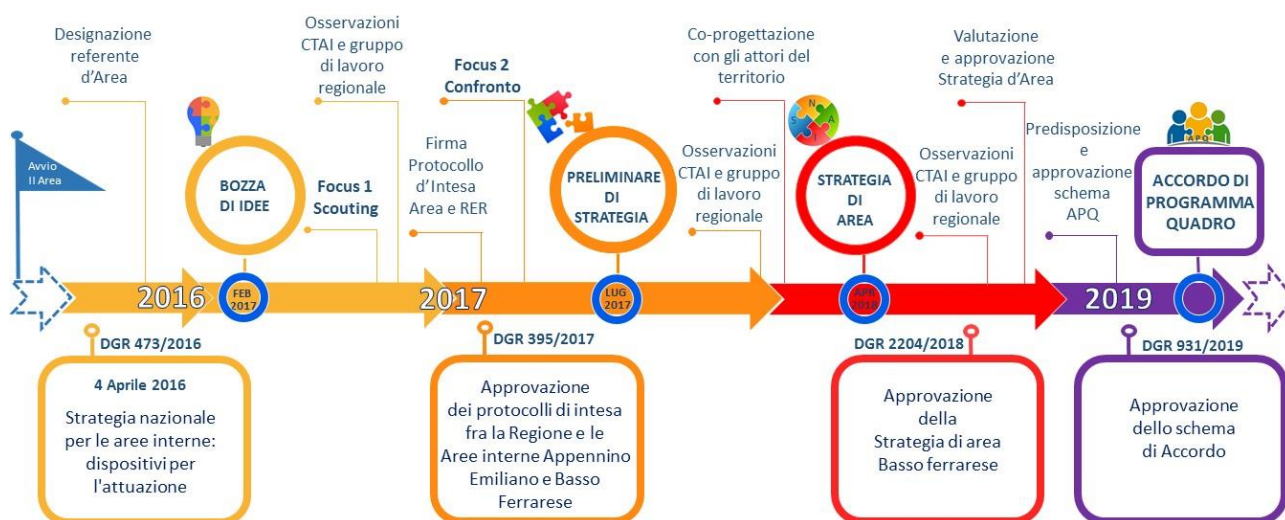 Designazione
referente
d'Area
Osservazioni
CTAI e gruppo
di lavoro
regionale
Focus 2
Confronto
Co-progettazione
con gli attori del
territorio
Valutazione
e approvazione
Strategia d'Area
Avvio
II Area
BOZZA
DI IDEE
Focus 1
Scouting
Firma
Protocollo
d'Intesa
Area e RER
PRELIMINARE
DI
STRATEGIA
Osservazioni
CTAI e gruppo
di lavoro
regionale
S N A I
STRATEGIA
DI
AREA
Osservazioni
CTAI e gruppo
di lavoro
regionale
Predisposizione
e
approvazione
schema
APQ
APQ
ACCORDO DI
PROGRAMMA
QUADRO
2016
FEB
2017
2017
LUG
2017
APR
2018
2019
DGR 473/2016
4 Aprile 2016
Strategia nazionale
per le aree interne:
dispositivi per
l'attuazione
DGR 395/2017
Approvazione
dei protocolli di intesa
fra la Regione e le
Aree interne Appennino
Emiliano e Basso
Ferrarese
DGR 2204/2018
Approvazione
della
Strategia di area
Basso ferrarese
DGR 931/2019
Approvazione
dello schema
di Accordo